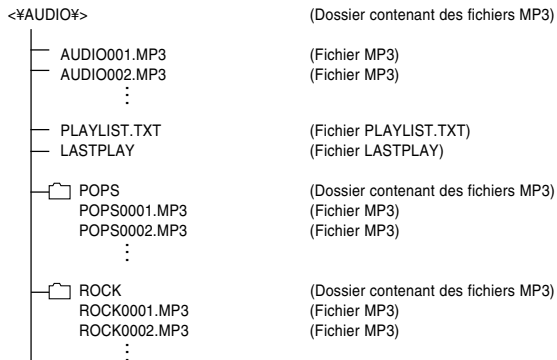 <¥AUDIO¥> (Dossier contenant des fichiers MP3)
AUDIO001.MP3 (Fichier MP3)
AUDIO002.MP3 (Fichier MP3)
PLAYLIST.TXT (Fichier PLAYLIST.TXT)
LASTPLAY (Fichier LASTPLAY)
POPS (Dossier contenant des fichiers MP3)
POPS0001.MP3 (Fichier MP3)
POPS0002.MP3 (Fichier MP3)
ROCK (Dossier contenant des fichiers MP3)
ROCK0001.MP3 (Fichier MP3)
ROCK0002.MP3 (Fichier MP3)